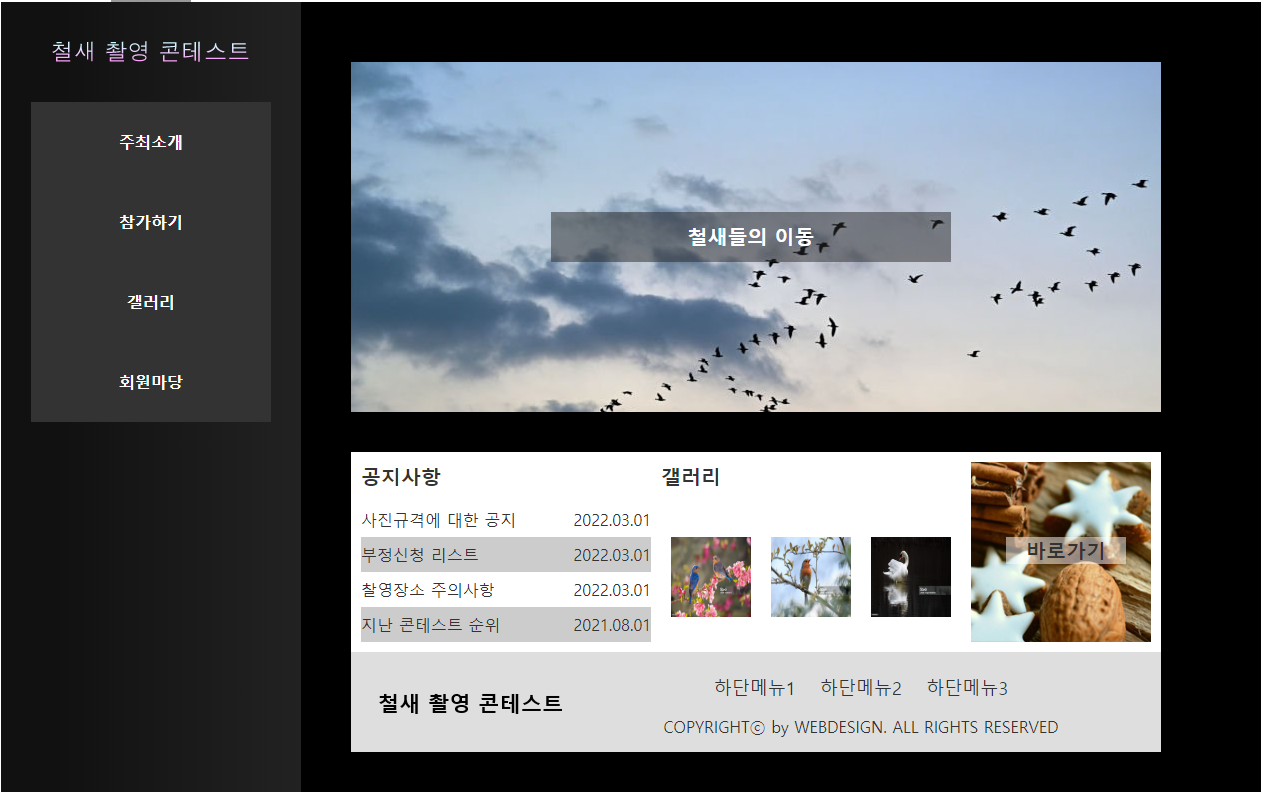 철새 촬영 콘테스트
주최소개
참가하기
갤러리
회원마당
철새들의 이동
공지사항
사진규격에 대한 공지 2022.03.01
부정신청 리스트 2022.03.01
촬영장소 주의사항 2022.03.01
지난 콘테스트 순위 2021.08.01
갤러리
바로가기
철새 촬영 콘테스트
하단메뉴1 하단메뉴2 하단메뉴3
COPYRIGHTⓒ by WEBDESIGN. ALL RIGHTS RESERVED